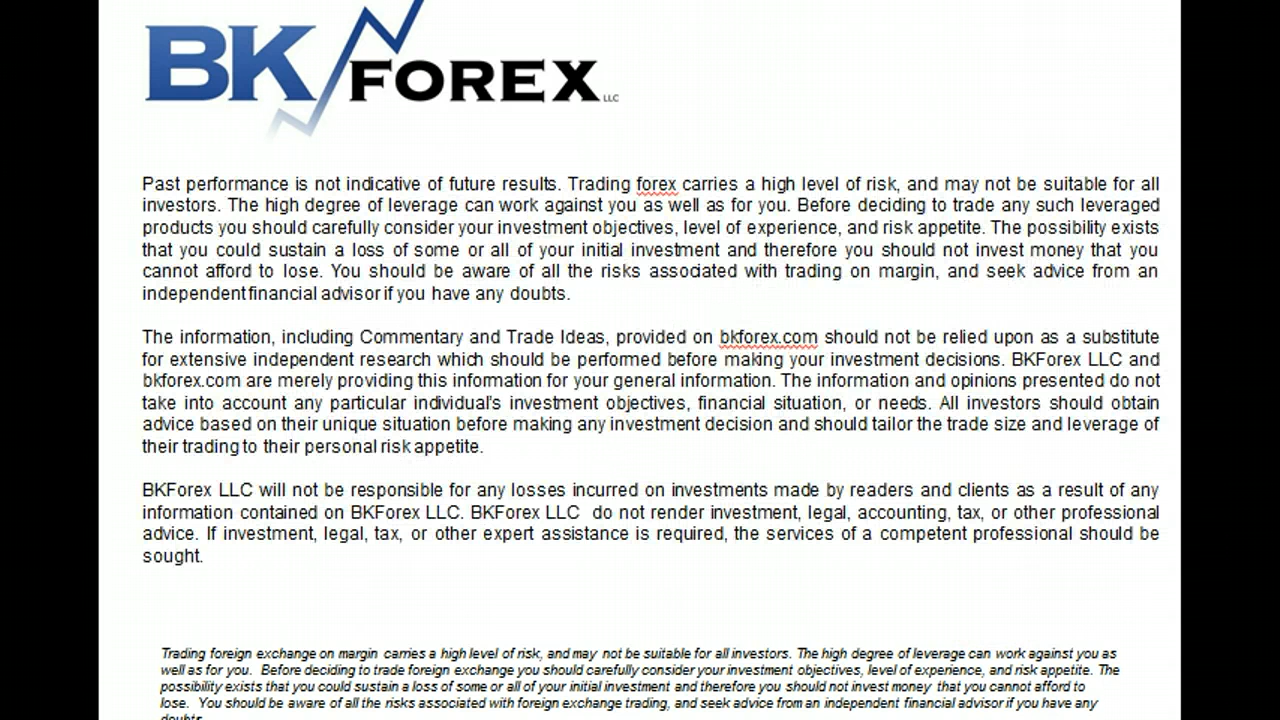 BK FOREX LLC
Past performance is not indicative of future results. Trading forex carries a high level of risk, and may not be suitable for all
investors. The high degree of leverage can work against you as well as for you. Before deciding to trade any such leveraged
products you should carefully consider your investment objectives, level of experience, and risk appetite. The possibility exists
that you could sustain a loss of some or all of your initial investment and therefore you should not invest money that you
cannot afford to lose. You should be aware of all the risks associated with trading on margin, and seek advice from an
independent financial advisor if you have any doubts.
The information, including Commentary and Trade Ideas, provided on bkforex.com should not be relied upon as a substitute
for extensive independent research which should be performed before making your investment decisions. BKForex LLC and
bkforex.com are merely providing this information for your general information. The information and opinions presented do not
take into account any particular individual's investment objectives, financial situation, or needs. All investors should obtain
advice based on their unique situation before making any investment decision and should tailor the trade size and leverage of
their trading to their personal risk appetite.
BKForex LLC will not be responsible for any losses incurred on investments made by readers and clients as a result of any
information contained on BKForex LLC. BKForex LLC do not render investment, legal, accounting, tax, or other professional
advice. If investment, legal, tax, or other expert assistance is required, the services of a competent professional should be
sought.
Trading foreign exchange on margin carries a high level of risk, and may not be suitable for all investors. The high degree of leverage can work against you as
well as for you. Before deciding to trade foreign exchange you should carefully consider your investment objectives, level of experience, and risk appetite. The
possibility exists that you could sustain a loss of some or all of your initial investment and therefore you should not invest money that you cannot afford to
lose. You should be aware of all the risks associated with foreign exchange trading, and seek advice from an independent financial advisor if you have any
doubts.